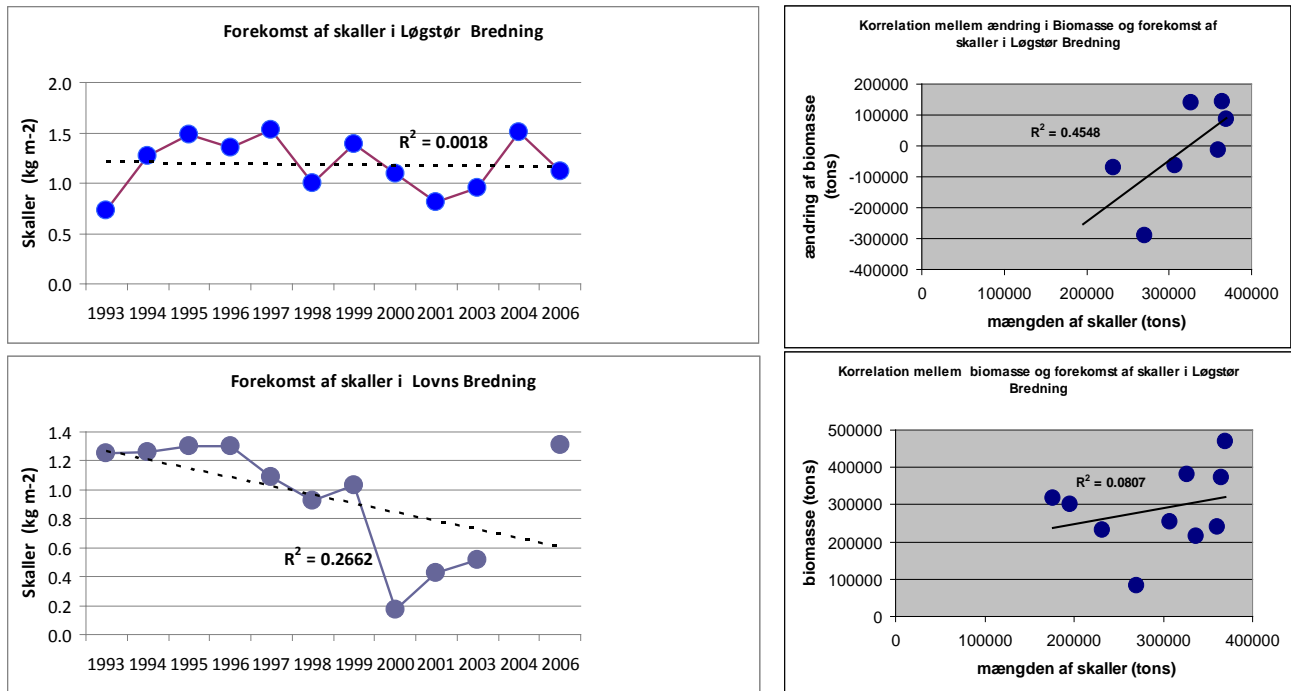 Forekomst af skaller i Løgstør Bredning
Skaller (kg m-2)
2.0
1.5
1.0
0.5
0.0
R² = 0.0018
1993 1994 1995 1996 1997 1998 1999 2000 2001 2003 2004 2006
Korrelation mellem ændring i Biomasse og forekomst af
skaller i Løgstør Bredning
ændring af biomasse
(tons)
200000
100000
0
-100000
-200000
-300000
-400000
R² = 0.4548
0 100000 200000 300000 400000
mængden af skaller (tons)
Forekomst af skaller i Lovns Bredning
Skaller (kg m-2)
1.4
1.2
1.0
0.8
0.6
0.4
0.2
0.0
R² = 0.2662
1993 1994 1995 1996 1997 1998 1999 2000 2001 2003 2004 2006
Korrelation mellem biomasse og forekomst af skaller i Løgstør
Bredning
biomasse (tons)
500000
400000
300000
200000
100000
0
R² = 0.0807
0 100000 200000 300000 400000
mængden af skaller (tons)